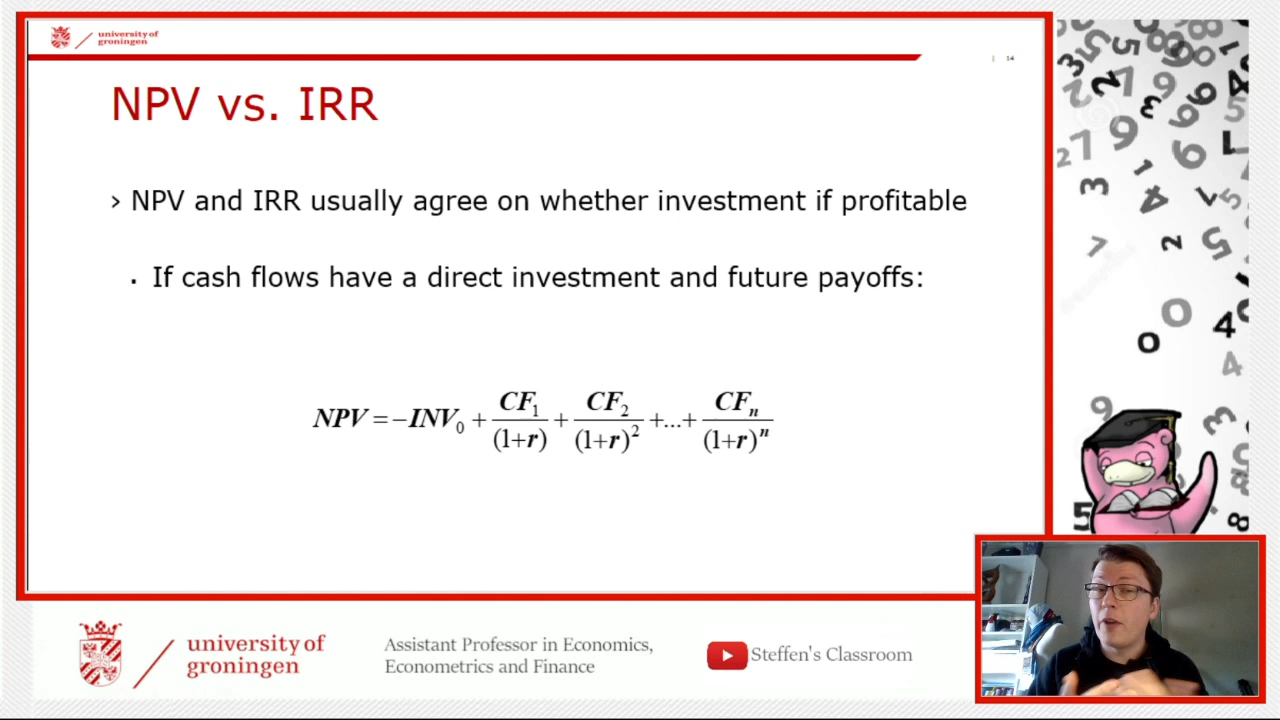 university of
groningen
| 14
NPV vs. IRR
› NPV and IRR usually agree on whether investment if profitable
▪ If cash flows have a direct investment and future payoffs:
NPV = −INV₀ + CF₁/(1+r) + CF₂/(1+r)² +...+ CFₙ/(1+r)ⁿ
university of
groningen
Assistant Professor in Economics,
Econometrics and Finance
Steffen's Classroom